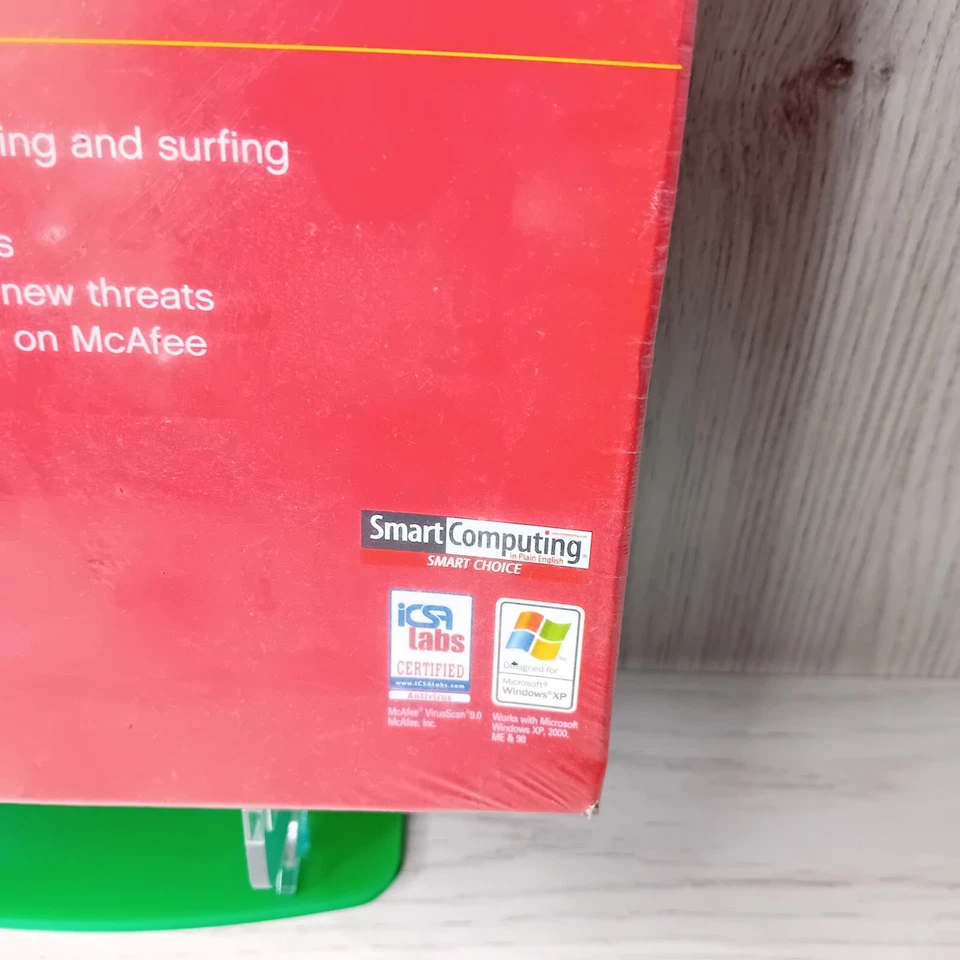 ing and surfing
s
new threats
on McAfee
SmartComputing
in Plain English
SMART CHOICE
iCSA
labs
CERTIFIED
www.ICSAlabs.com
Antivirus
McAfee® VirusScan® 9.0
McAfee, Inc.
Designed for
Microsoft®
Windows®XP
Works with Microsoft
Windows XP, 2000,
ME & 98